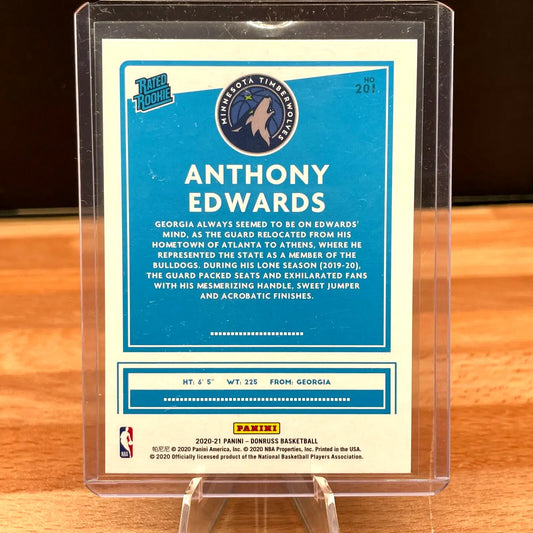 RATED
ROOKIE
MINNESOTA TIMBERWOLVES
NO
201
ANTHONY
EDWARDS
GEORGIA ALWAYS SEEMED TO BE ON EDWARDS'
MIND, AS THE GUARD RELOCATED FROM HIS
HOMETOWN OF ATLANTA TO ATHENS, WHERE HE
REPRESENTED THE STATE AS A MEMBER OF THE
BULLDOGS. DURING HIS LONE SEASON (2019-20),
THE GUARD PACKED SEATS AND EXHILARATED FANS
WITH HIS MESMERIZING HANDLE, SWEET JUMPER
AND ACROBATIC FINISHES.
HT: 6' 5" WT: 225 FROM: GEORGIA
PANINI
2020-21 PANINI – DONRUSS BASKETBALL
帕尼尼 © 2020 Panini America, Inc. © 2020 NBA Properties, Inc. Printed in the USA.
© 2020 Officially licensed product of the National Basketball Players Association.
NBA